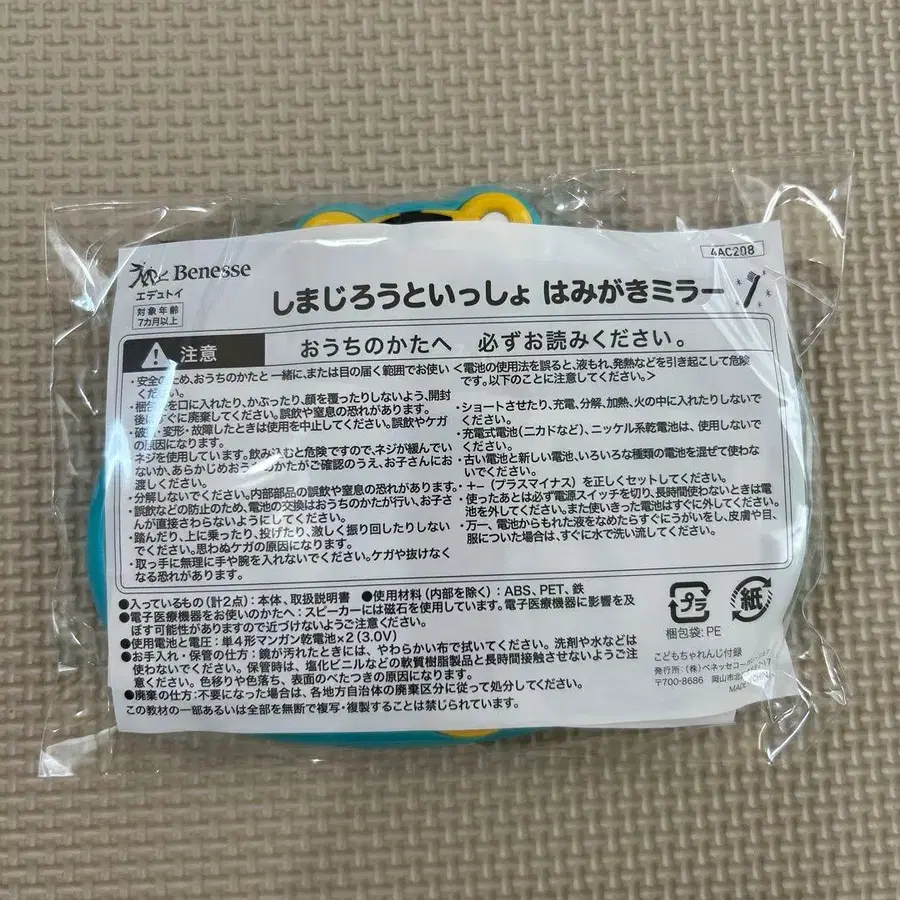 Benesse
エデュトイ
対象年齢
7カ月以上
4AC208
しまじろうといっしょ はみがきミラー
注意 おうちのかたへ 必ずお読みください。
・安全のため、おうちのかたと一緒に、または目の届く範囲でお使い
ください。
・梱包袋を口に入れたり、かぶったり、顔を覆ったりしないよう、開封
後はすぐに廃棄してください。誤飲や窒息の恐れがあります。
・破損・変形・故障したときは使用を中止してください。誤飲やケガ
の原因になります。
・ネジを使用しています。飲み込むと危険ですので、ネジが緩んでい
ないか、あらかじめおうちのかたがご確認のうえ、お子さんにお
渡しください。
・分解しないでください。内部部品の誤飲や窒息の恐れがあります。
・誤飲などの防止のため、電池の交換はおうちのかたが行い、お子さ
んが直接さわらないようにしてください。
・踏んだり、上に乗ったり、投げたり、激しく振り回したりしない
でください。思わぬケガの原因になります。
・取っ手に無理に手や腕を入れないでください。ケガや抜けなく
なる恐れがあります。
<電池の使用法を誤ると、液もれ、発熱などを引き起こして危険
です。以下のことに注意してください。>
・ショートさせたり、充電、分解、加熱、火の中に入れたりしないで
ください。
・充電式電池(ニカドなど)、ニッケル系乾電池は、使用しないで
ください。
・古い電池と新しい電池、いろいろな種類の電池を混ぜて使わな
いでください。
・+−(プラスマイナス)を正しくセットしてください。
・使ったあとは必ず電源スイッチを切り、長時間使わないときは電
池を外してください。また使いきった電池はすぐに外してください。
・万一、電池からもれた液をなめたらすぐにうがいをし、皮膚や目、
服についた場合は、すぐに水で洗い流してください。
●入っているもの(計2点):本体、取扱説明書 ●使用材料(内部を除く):ABS、PET、鉄
●電子医療機器をお使いのかたへ:スピーカーには磁石を使用しています。電子医療機器に影響を及
ぼす可能性がありますので近づけないようご注意ください。
●使用電池と電圧:単4形マンガン乾電池×2(3.0V)
●お手入れ・保管の仕方:鏡が汚れたときには、やわらかい布で拭いてください。洗剤や水などは
使わないでください。保管時は、塩化ビニルなどの軟質樹脂製品と長時間接触させないようご注
意ください。色移りや色落ち、表面のべたつきの原因になります。
●廃棄の仕方:不要になった場合は、各地方自治体の廃棄区分に従って処分してください。
この教材の一部あるいは全部を無断で複写・複製することは禁じられています。
プラ 紙
梱包袋:PE
こどもちゃれんじ付録
発行所:(株)ベネッセコーポレーション
〒700-8686 岡山市北区
MADE IN CHINA